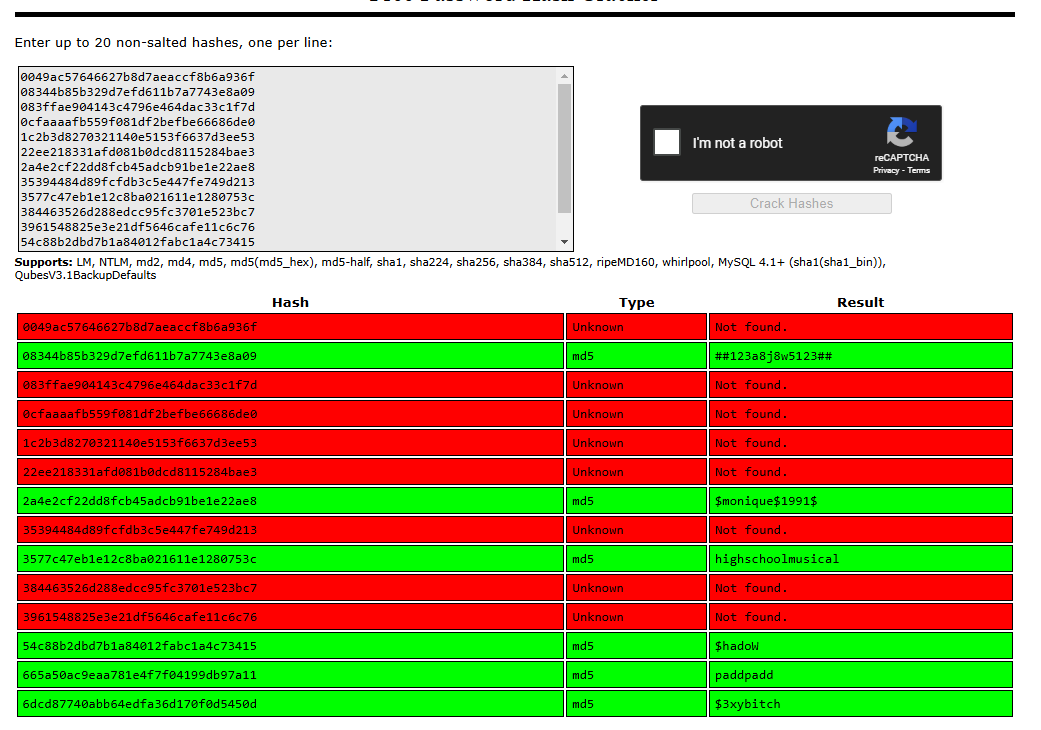 Enter up to 20 non-salted hashes, one per line:
0049ac57646627b8d7aeaccf8b6a936f
08344b85b329d7efd611b7a7743e8a09
083ffae904143c4796e464dac33c1f7d
0cfaaaafb559f081df2befbe66686de0
1c2b3d8270321140e5153f6637d3ee53
22ee218331afd081b0dcd8115284bae3
2a4e2cf22dd8fcb45adcb91be1e22ae8
35394484d89fcfdb3c5e447fe749d213
3577c47eb1e12c8ba021611e1280753c
384463526d288edcc95fc3701e523bc7
3961548825e3e21df5646cafe11c6c76
54c88b2dbd7b1a84012fabc1a4c73415
I'm not a robot
reCAPTCHA
Privacy - Terms
Crack Hashes
Supports: LM, NTLM, md2, md4, md5, md5(md5_hex), md5-half, sha1, sha224, sha256, sha384, sha512, ripeMD160, whirlpool, MySQL 4.1+ (sha1(sha1_bin)),
QubesV3.1BackupDefaults
Hash Type Result
0049ac57646627b8d7aeaccf8b6a936f Unknown Not found.
08344b85b329d7efd611b7a7743e8a09 md5 ##123a8j8w5123##
083ffae904143c4796e464dac33c1f7d Unknown Not found.
0cfaaaafb559f081df2befbe66686de0 Unknown Not found.
1c2b3d8270321140e5153f6637d3ee53 Unknown Not found.
22ee218331afd081b0dcd8115284bae3 Unknown Not found.
2a4e2cf22dd8fcb45adcb91be1e22ae8 md5 $monique$1991$
35394484d89fcfdb3c5e447fe749d213 Unknown Not found.
3577c47eb1e12c8ba021611e1280753c md5 highschoolmusical
384463526d288edcc95fc3701e523bc7 Unknown Not found.
3961548825e3e21df5646cafe11c6c76 Unknown Not found.
54c88b2dbd7b1a84012fabc1a4c73415 md5 $hadoW
665a50ac9eaa781e4f7f04199db97a11 md5 paddpadd
6dcd87740abb64edfa36d170f0d5450d md5 $3xybitch